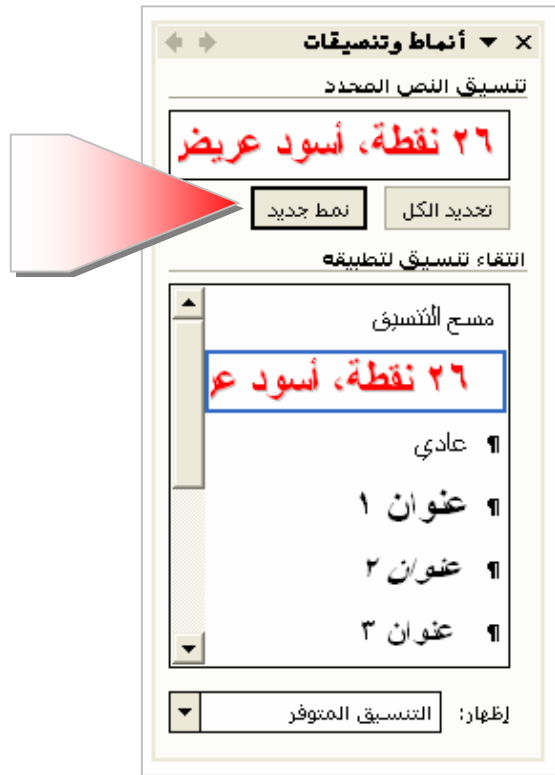 أنماط وتنصيقات
تنسيق النص المحدد
٢٦ نقطة، أسود عريض
تحديد الكل
نمط جديد
انتقاء تنسيق لتطبيقه
مسح التنسيق
٢٦ نقطة، أسود عر
¶ عادي
¶ عنوان ١
¶ عنوان ٢
¶ عنوان ٣
إظهار: التنسيق المتوفر